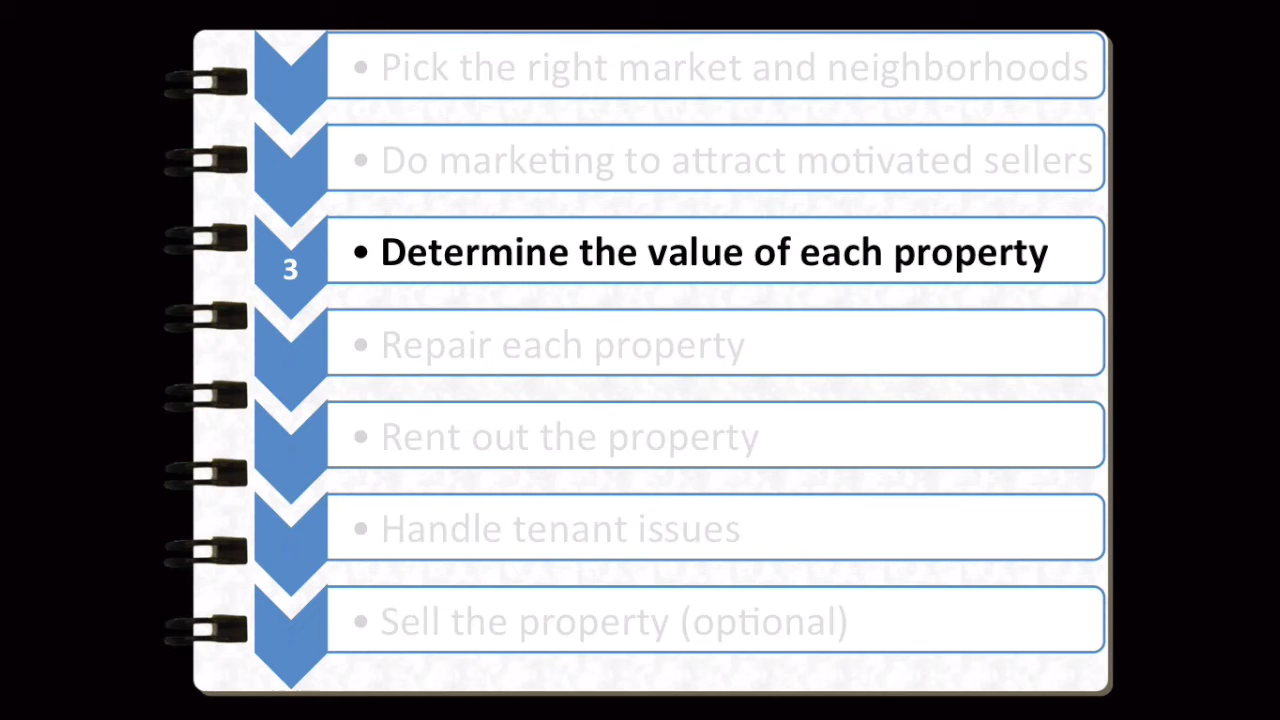 • Pick the right market and neighborhoods
• Do marketing to attract motivated sellers
3 • Determine the value of each property
• Repair each property
• Rent out the property
• Handle tenant issues
• Sell the property (optional)